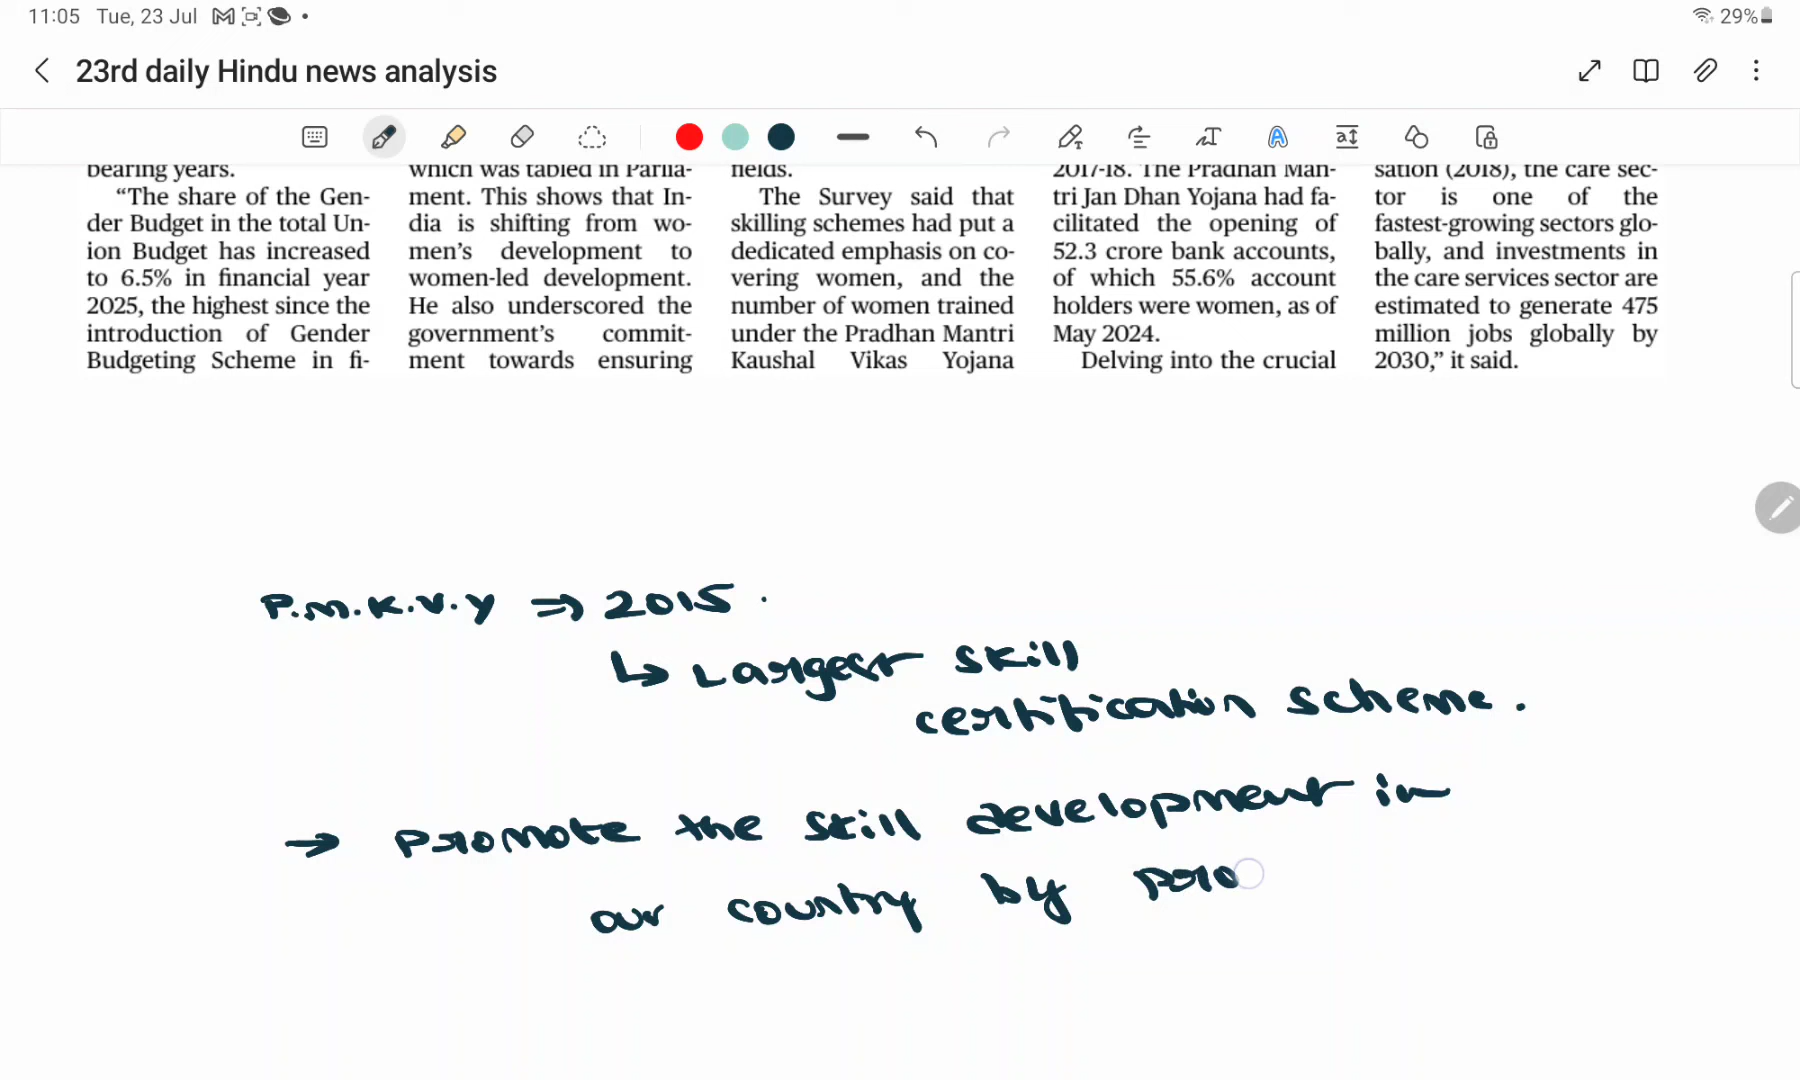 11:05 Tue, 23 Jul
29%
23rd daily Hindu news analysis
bearing years.
“The share of the Gen-
der Budget in the total Un-
ion Budget has increased
to 6.5% in financial year
2025, the highest since the
introduction of Gender
Budgeting Scheme in fi-
which was tabled in Parlia-
ment. This shows that In-
dia is shifting from wo-
men’s development to
women-led development.
He also underscored the
government’s commit-
ment towards ensuring
fields.
The Survey said that
skilling schemes had put a
dedicated emphasis on co-
vering women, and the
number of women trained
under the Pradhan Mantri
Kaushal Vikas Yojana
2017-18. The Pradhan Man-
tri Jan Dhan Yojana had fa-
cilitated the opening of
52.3 crore bank accounts,
of which 55.6% account
holders were women, as of
May 2024.
Delving into the crucial
sation (2018), the care sec-
tor is one of the
fastest-growing sectors glo-
bally, and investments in
the care services sector are
estimated to generate 475
million jobs globally by
2030,” it said.
P.M.K.V.Y ⇒ 2015.
↳ Largest skill
certification scheme.
→ promote the skill development in
our country by pro